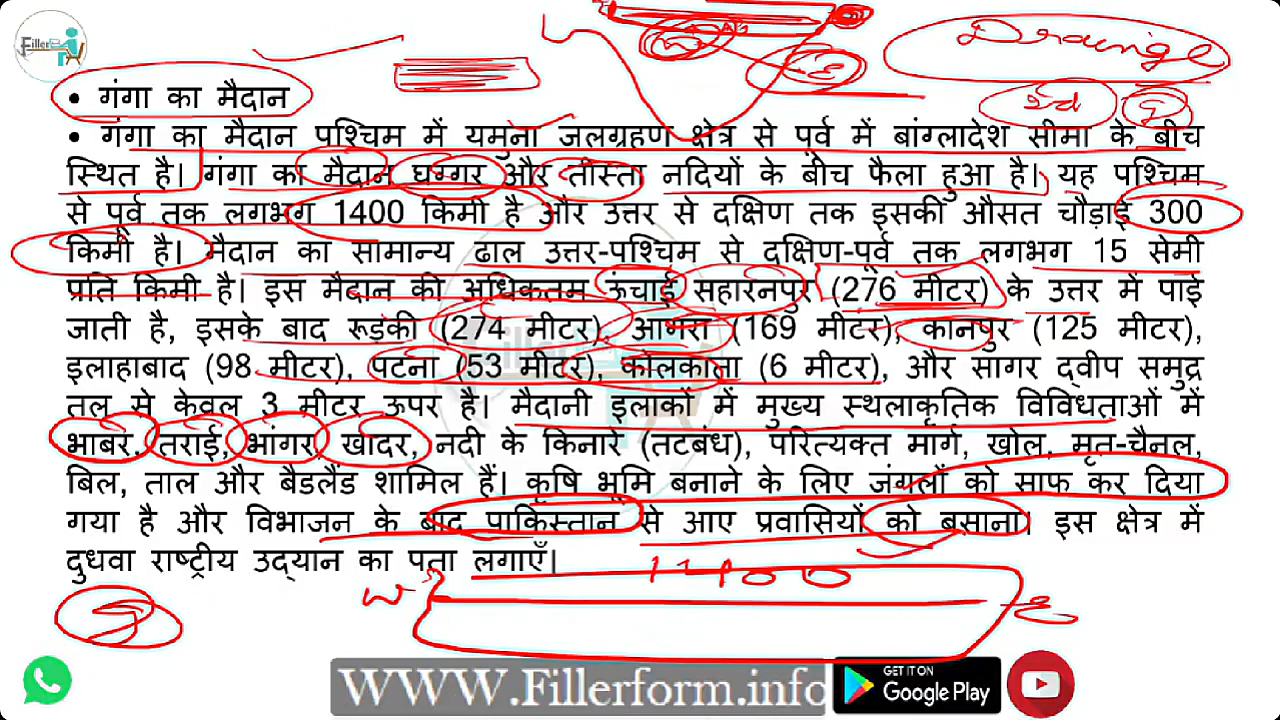 Filler
Drainage
W
E
• गंगा का मैदान
• गंगा का मैदान पश्चिम में यमुना जलग्रहण क्षेत्र से पूर्व में बांग्लादेश सीमा के बीच
स्थित है। गंगा का मैदान घग्गर और तीस्ता नदियों के बीच फैला हुआ है। यह पश्चिम
से पूर्व तक लगभग 1400 किमी है और उत्तर से दक्षिण तक इसकी औसत चौड़ाई 300
किमी है। मैदान का सामान्य ढाल उत्तर-पश्चिम से दक्षिण-पूर्व तक लगभग 15 सेमी
प्रति किमी है। इस मैदान की अधिकतम ऊंचाई सहारनपुर (276 मीटर) के उत्तर में पाई
जाती है, इसके बाद रूड़की (274 मीटर), आगरा (169 मीटर), कानपुर (125 मीटर),
इलाहाबाद (98 मीटर), पटना (53 मीटर), कोलकाता (6 मीटर), और सागर द्वीप समुद्र
तल से केवल 3 मीटर ऊपर है। मैदानी इलाकों में मुख्य स्थलाकृतिक विविधताओं में
भाबर, तराई, भांगर, खादर, नदी के किनारे (तटबंध), परित्यक्त मार्ग, खोल, मृत-चैनल,
बिल, ताल और बैडलैंड शामिल हैं। कृषि भूमि बनाने के लिए जंगलों को साफ कर दिया
गया है और विभाजन के बाद पाकिस्तान से आए प्रवासियों को बसाना। इस क्षेत्र में
दुधवा राष्ट्रीय उद्यान का पता लगाएँ।
1400
W
E
WWW.Fillerform.info
GET IT ON
Google Play